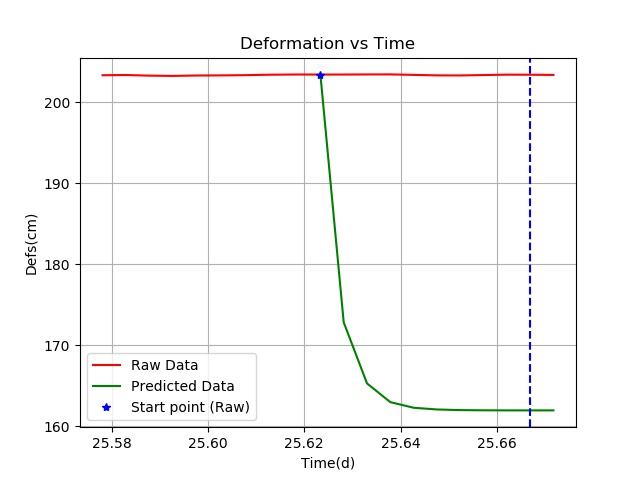 Deformation vs Time
Defs(cm)
200
190
180
170
160
Raw Data
Predicted Data
Start point (Raw)
25.58 25.60 25.62 25.64 25.66
Time(d)